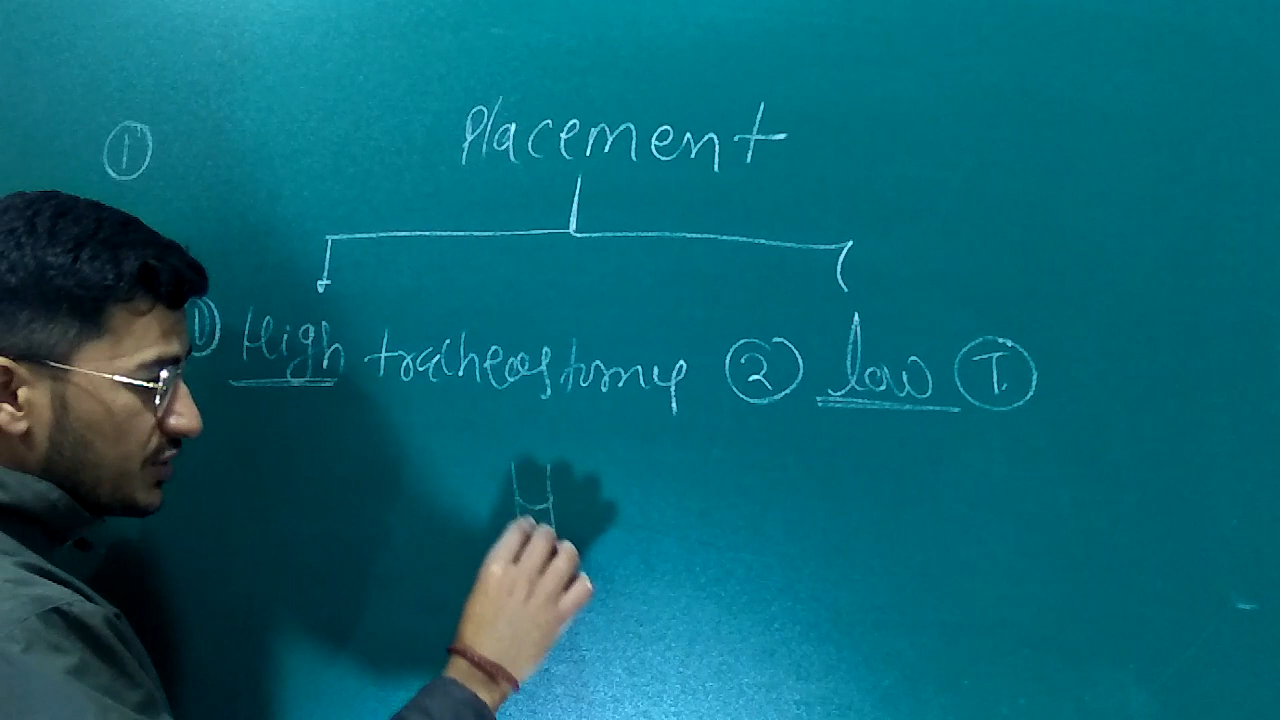 ①
Placement
① High tracheostomy ② low Ⓣ